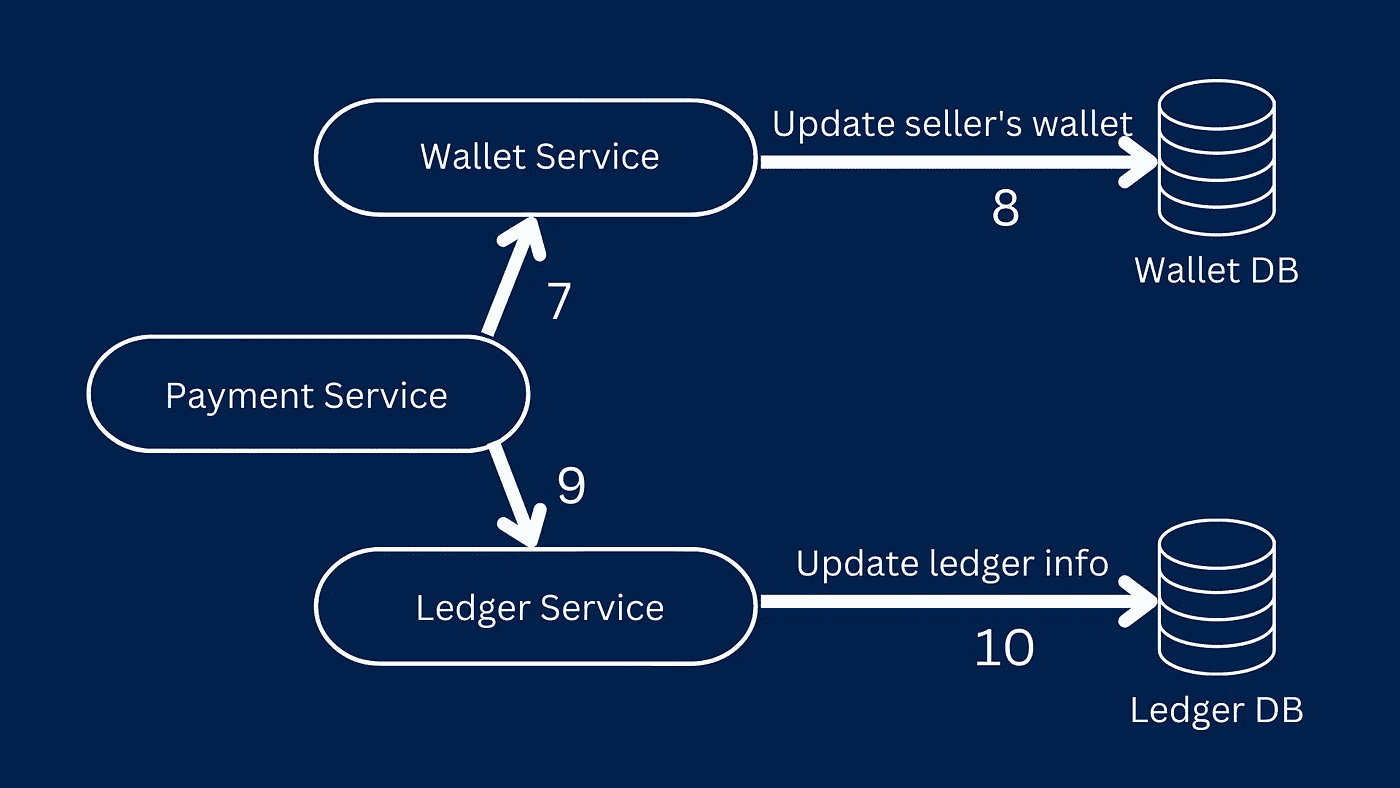 Wallet Service
Update seller's wallet
8
Wallet DB
7
Payment Service
9
Ledger Service
Update ledger info
10
Ledger DB